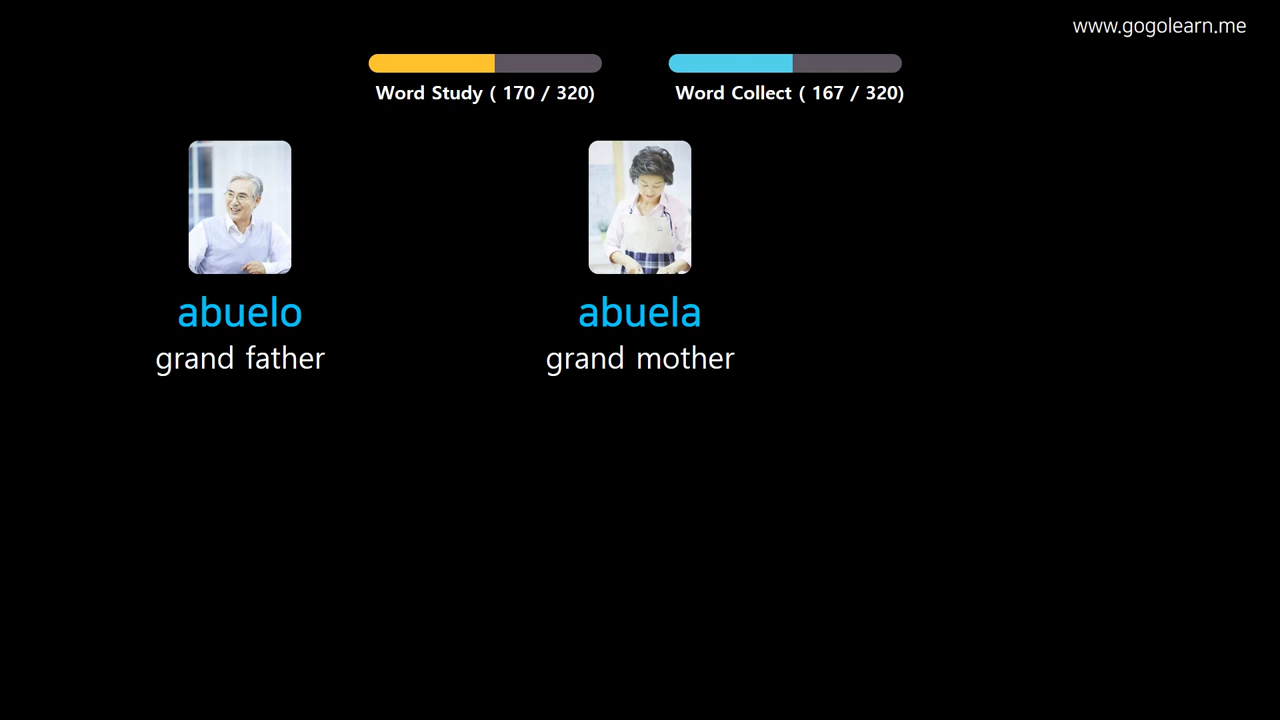 www.gogolearn.me
Word Study ( 170 / 320)
Word Collect ( 167 / 320)
abuelo
grand father
abuela
grand mother